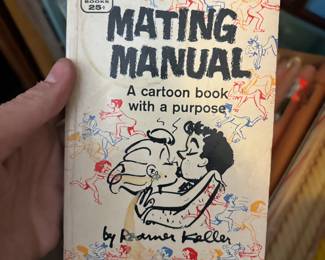 BOOKS
25¢
MATING
MANUAL
A cartoon book
with a purpose
by Reamer Keller